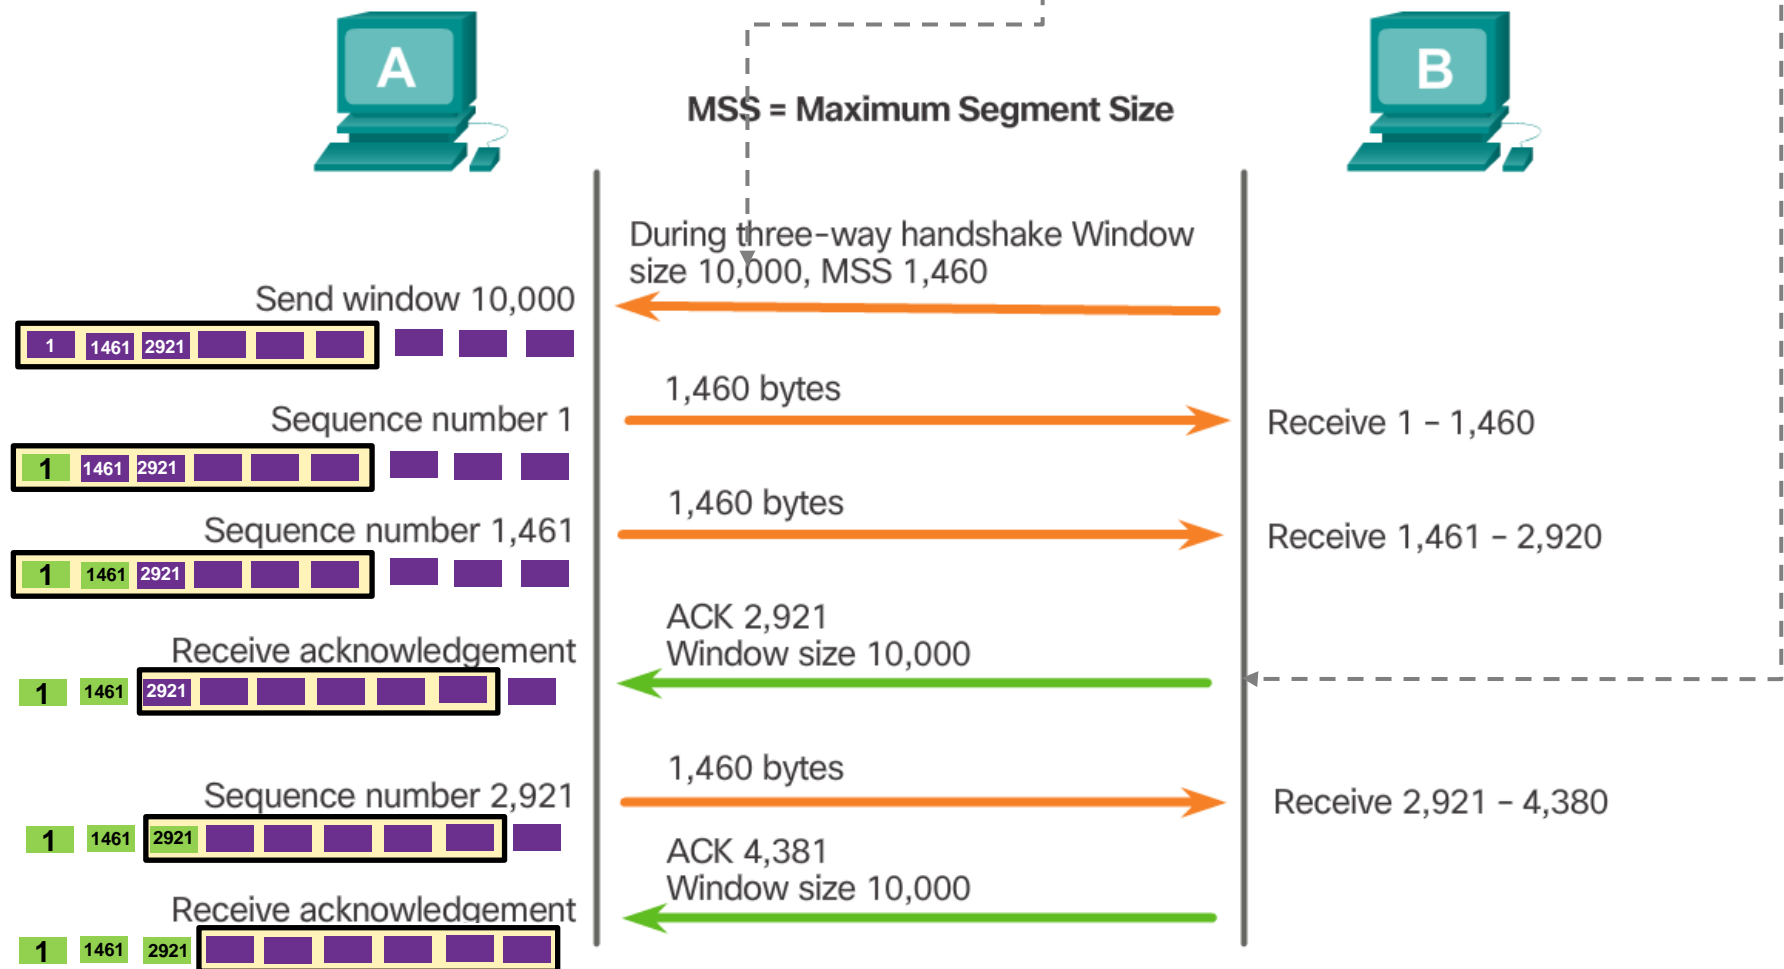 A
B
MSS = Maximum Segment Size
During three-way handshake Window
size 10,000, MSS 1,460
Send window 10,000
1 1461 2921
1,460 bytes
Sequence number 1
Receive 1 – 1,460
1 1461 2921
1,460 bytes
Sequence number 1,461
Receive 1,461 – 2,920
1 1461 2921
ACK 2,921
Receive acknowledgement
Window size 10,000
1 1461 2921
1,460 bytes
Sequence number 2,921
Receive 2,921 – 4,380
1 1461 2921
ACK 4,381
Window size 10,000
Receive acknowledgement
1 1461 2921